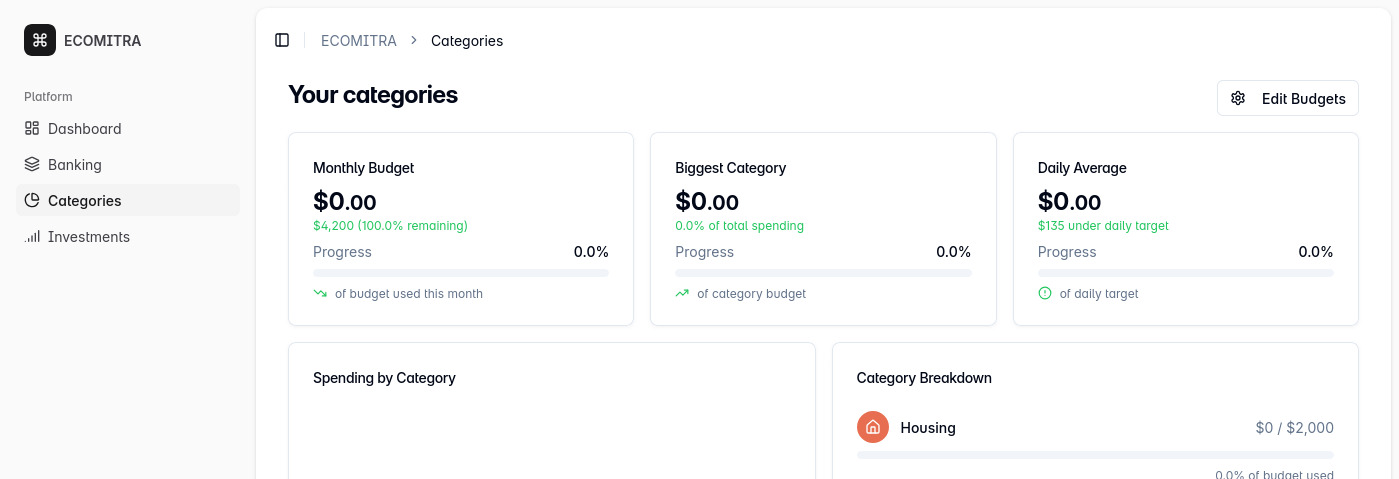 ECOMITRA
Platform
Dashboard
Banking
Categories
Investments
ECOMITRA
Categories
Your categories
Edit Budgets
Monthly Budget
$0.00
$4,200 (100.0% remaining)
Progress 0.0%
of budget used this month
Biggest Category
$0.00
0.0% of total spending
Progress 0.0%
of category budget
Daily Average
$0.00
$135 under daily target
Progress 0.0%
of daily target
Spending by Category
Category Breakdown
Housing $0 / $2,000
0.0% of budget used